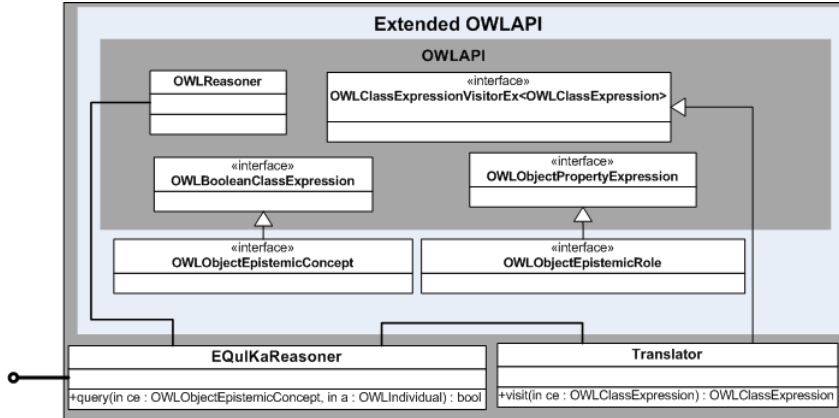 Extended OWLAPI
OWLAPI
OWLReasoner
«interface»
OWLClassExpressionVisitorEx<OWLClassExpression>
«interface»
OWLBooleanClassExpression
«interface»
OWLObjectPropertyExpression
«interface»
OWLObjectEpistemicConcept
«interface»
OWLObjectEpistemicRole
EQuIKaReasoner
+query(in ce : OWLObjectEpistemicConcept, in a : OWLIndividual) : bool
Translator
+visit(in ce : OWLClassExpression) : OWLClassExpression